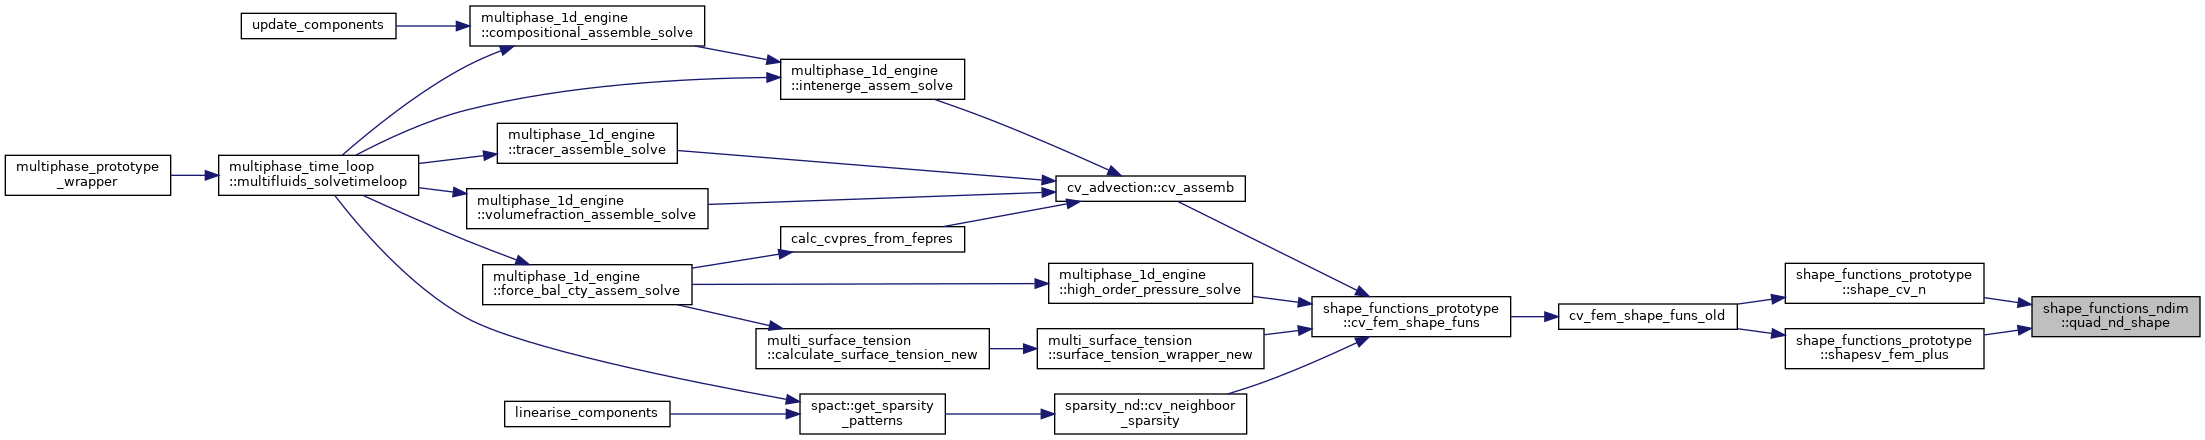 update_components
multiphase_1d_engine
::compositional_assemble_solve
multiphase_1d_engine
::intenerge_assem_solve
multiphase_1d_engine
::tracer_assemble_solve
multiphase_prototype
_wrapper
multiphase_time_loop
::multifluids_solvetimeloop
cv_advection::cv_assemb
multiphase_1d_engine
::volumefraction_assemble_solve
calc_cvpres_from_fepres
multiphase_1d_engine
::force_bal_cty_assem_solve
multiphase_1d_engine
::high_order_pressure_solve
shape_functions_prototype
::shape_cv_n
shape_functions_prototype
::cv_fem_shape_funs
cv_fem_shape_funs_old
shape_functions_ndim
::quad_nd_shape
multi_surface_tension
::calculate_surface_tension_new
multi_surface_tension
::surface_tension_wrapper_new
shape_functions_prototype
::shapesv_fem_plus
linearise_components
spact::get_sparsity
_patterns
sparsity_nd::cv_neighboor
_sparsity